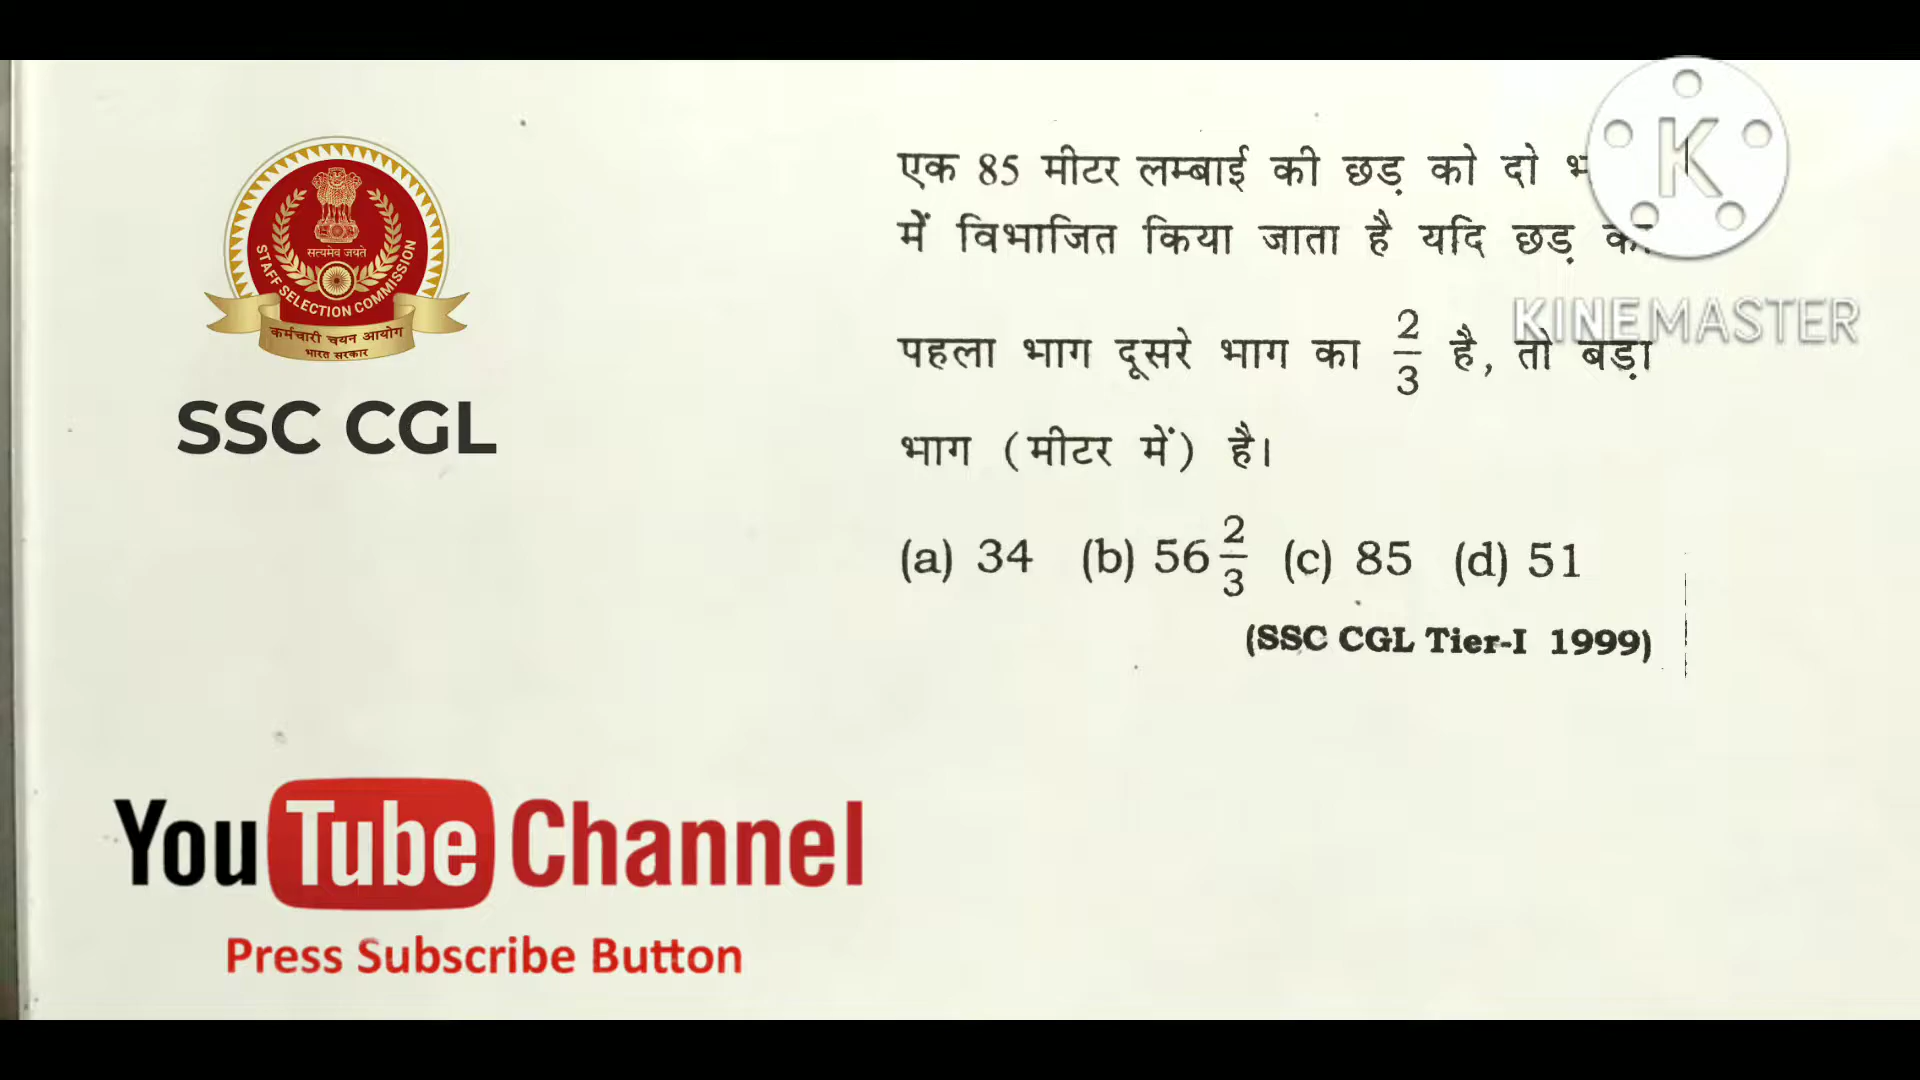 सत्यमेव जयते
STAFF SELECTION COMMISSION
कर्मचारी चयन आयोग
भारत सरकार
SSC CGL
एक 85 मीटर लम्बाई की छड़ को दो
में विभाजित किया जाता है यदि छड़
पहला भाग दूसरे भाग का 2/3 है, तो बड़ा
भाग (मीटर में) है।
(a) 34 (b) 56 2/3 (c) 85 (d) 51
(SSC CGL Tier-I 1999)
K
KINEMASTER
YouTube Channel
Press Subscribe Button